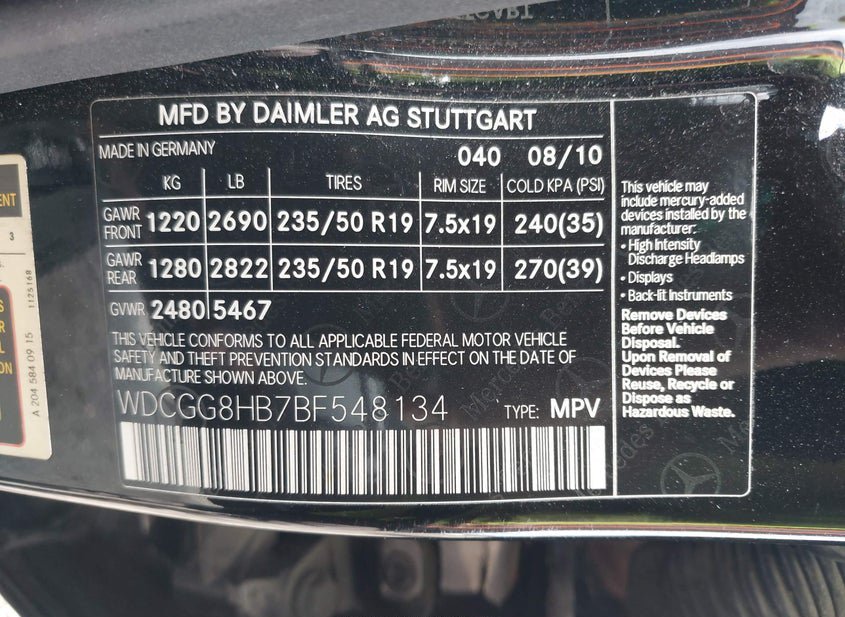 MFD BY DAIMLER AG STUTTGART
MADE IN GERMANY 040 08/10
KG LB TIRES RIM SIZE COLD KPA (PSI)
GAWR FRONT 1220 2690 235/50 R19 7.5x19 240(35)
GAWR REAR 1280 2822 235/50 R19 7.5x19 270(39)
GVWR 2480 5467
THIS VEHICLE CONFORMS TO ALL APPLICABLE FEDERAL MOTOR VEHICLE
SAFETY AND THEFT PREVENTION STANDARDS IN EFFECT ON THE DATE OF
MANUFACTURE SHOWN ABOVE.
WDCGG8HB7BF548134 TYPE: MPV
This vehicle may
include mercury-added
devices installed by the
manufacturer:
• High Intensity
Discharge Headlamps
• Displays
• Back-lit Instruments
Remove Devices
Before Vehicle
Disposal.
Upon Removal of
Devices Please
Reuse, Recycle or
Dispose as
Hazardous Waste.
A 204 584 09 15
1125168
3